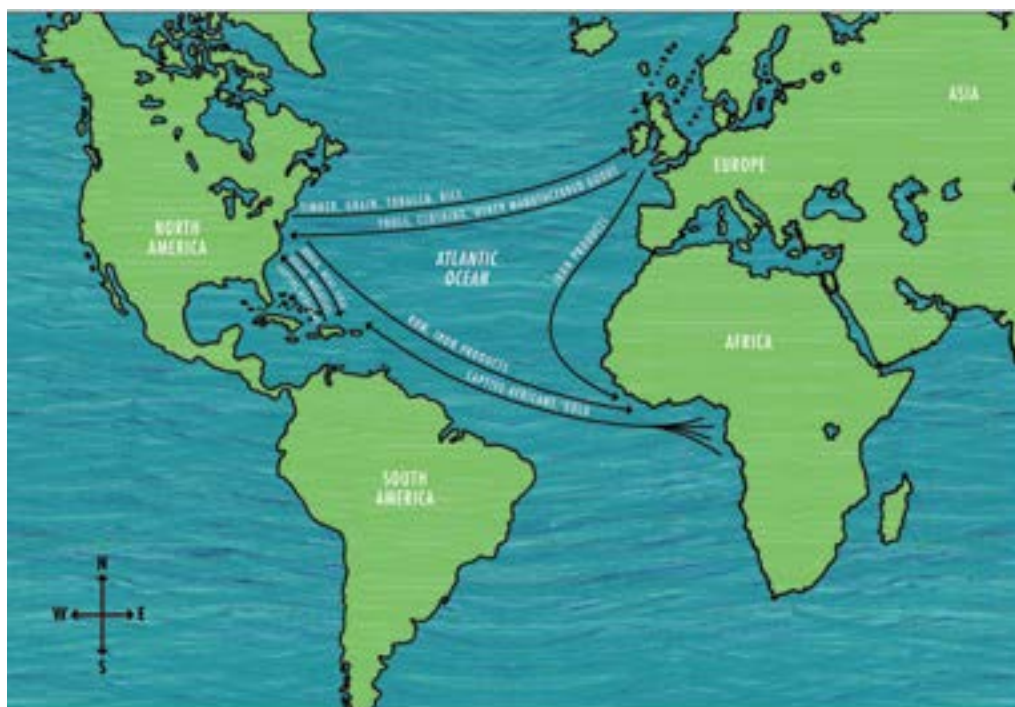 ASIA
EUROPE
TIMBER, GRAIN, TOBACCO, RICE
TOOLS, CLOTHING, OTHER MANUFACTURED GOODS
NORTH
AMERICA
ATLANTIC
OCEAN
IRON PRODUCTS
RUM, IRON PRODUCTS
AFRICA
CAPTIVE AFRICANS, GOLD
SOUTH
AMERICA
N
W
E
S